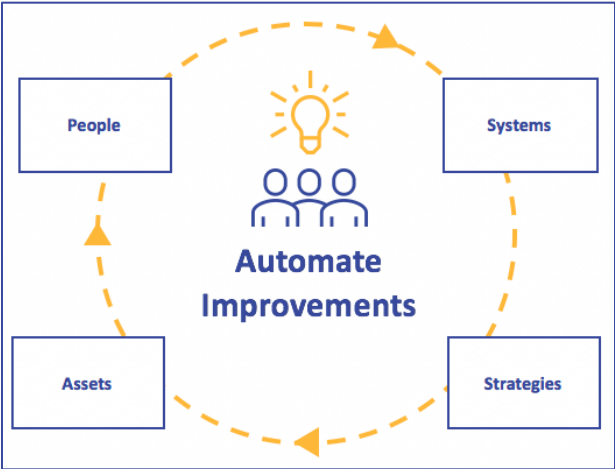 People
Systems
Automate
Improvements
Assets
Strategies